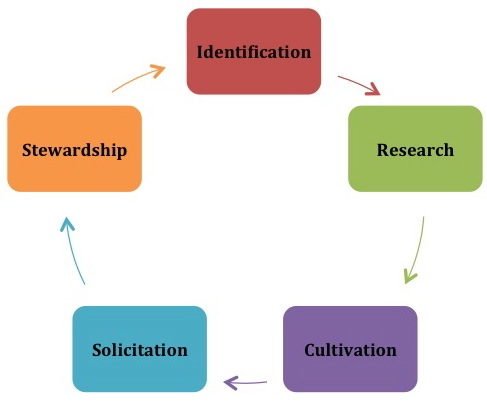 Identification
Research
Cultivation
Solicitation
Stewardship